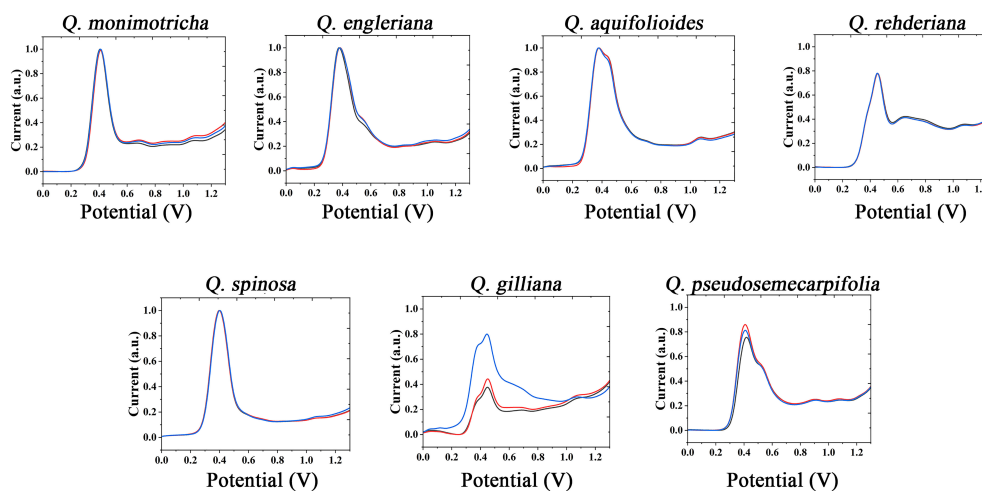 Q. monimotricha
Q. engleriana
Q. aquifolioides
Q. rehderiana
Current (a.u.)
1.0
0.8
0.6
0.4
0.2
0.0
0.0 0.2 0.4 0.6 0.8 1.0 1.2
Potential (V)
Current (a.u.)
1.0
0.8
0.6
0.4
0.2
0.0
0.0 0.2 0.4 0.6 0.8 1.0 1.2
Potential (V)
Current (a.u.)
1.0
0.8
0.6
0.4
0.2
0.0
0.0 0.2 0.4 0.6 0.8 1.0 1.2
Potential (V)
Current (a.u.)
1.0
0.8
0.6
0.4
0.2
0.0
0.0 0.2 0.4 0.6 0.8 1.0 1.2
Potential (V)
Q. spinosa
Q. gilliana
Q. pseudosemecarpifolia
Current (a.u.)
1.0
0.8
0.6
0.4
0.2
0.0
0.0 0.2 0.4 0.6 0.8 1.0 1.2
Potential (V)
Current (a.u.)
1.0
0.8
0.6
0.4
0.2
0.0
0.0 0.2 0.4 0.6 0.8 1.0 1.2
Potential (V)
Current (a.u.)
1.0
0.8
0.6
0.4
0.2
0.0
0.0 0.2 0.4 0.6 0.8 1.0 1.2
Potential (V)